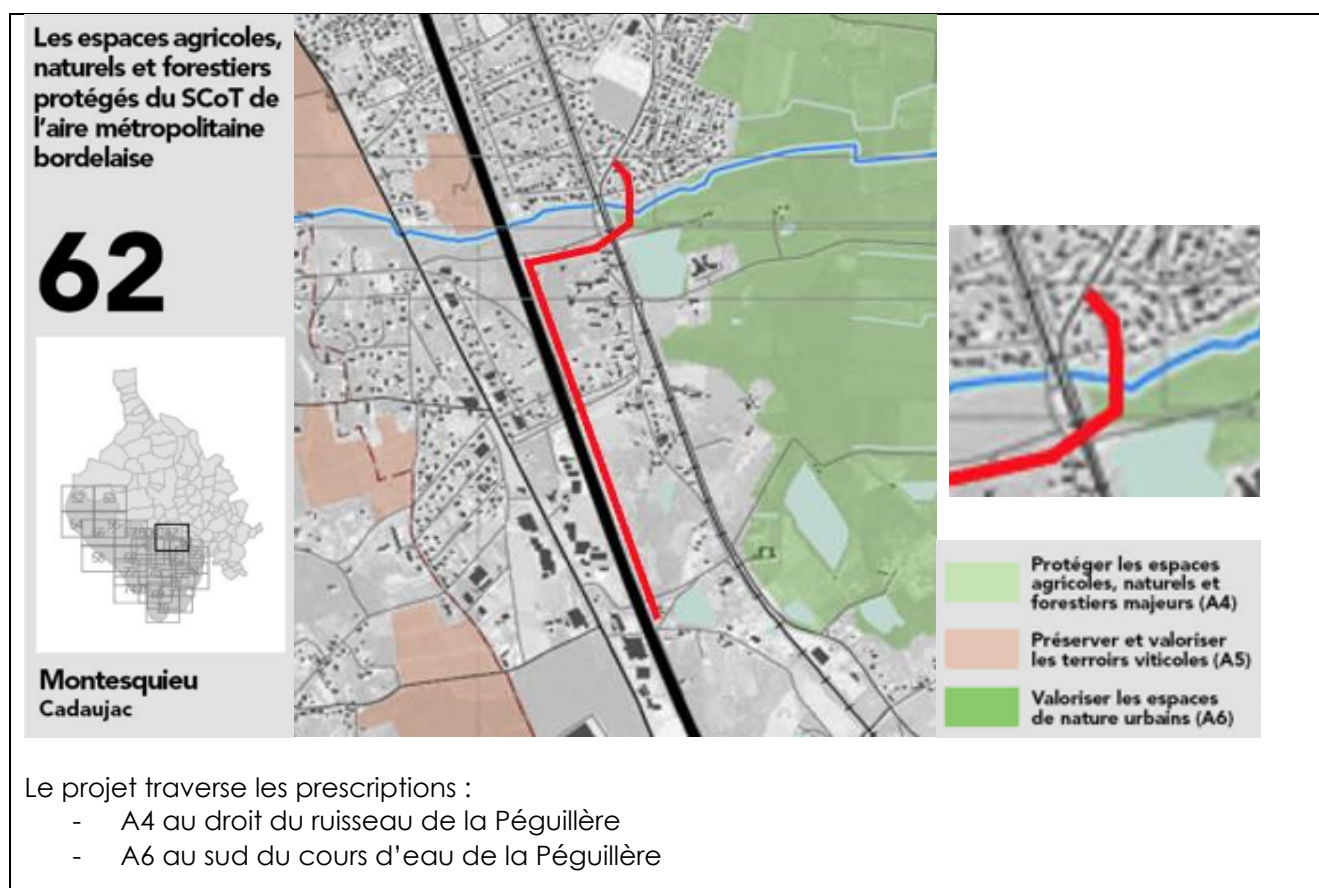 Les espaces agricoles,
naturels et forestiers
protégés du SCoT de
l'aire métropolitaine
bordelaise
62
Montesquieu
Cadaujac
Protéger les espaces
agricoles, naturels et
forestiers majeurs (A4)
Préserver et valoriser
les terroirs viticoles (A5)
Valoriser les espaces
de nature urbains (A6)
Le projet traverse les prescriptions :
- A4 au droit du ruisseau de la Péguillère
- A6 au sud du cours d'eau de la Péguillère